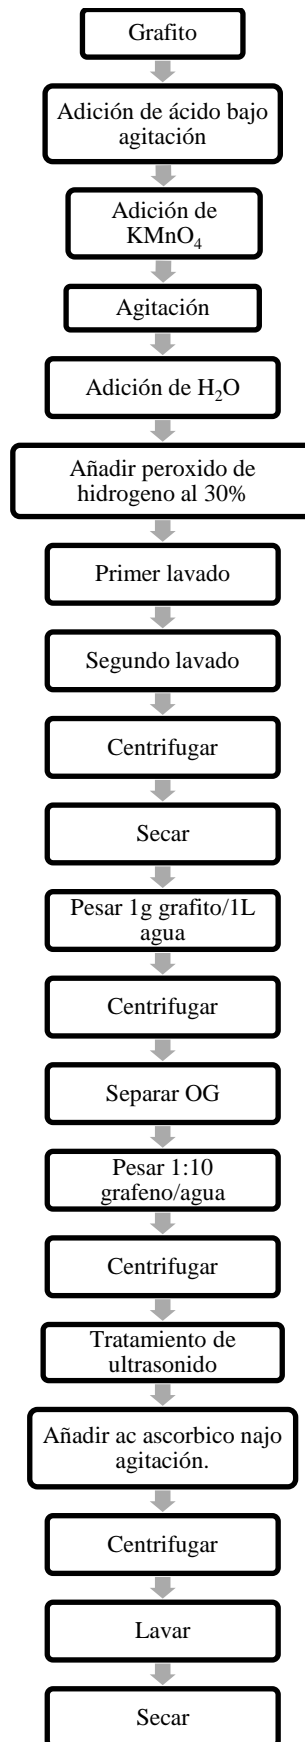 Grafito
Adición de ácido bajo
agitación
Adición de
KMnO₄
Agitación
Adición de H₂O
Añadir peroxido de
hidrogeno al 30%
Primer lavado
Segundo lavado
Centrifugar
Secar
Pesar 1g grafito/1L
agua
Centrifugar
Separar OG
Pesar 1:10
grafeno/agua
Centrifugar
Tratamiento de
ultrasonido
Añadir ac ascorbico najo
agitación.
Centrifugar
Lavar
Secar